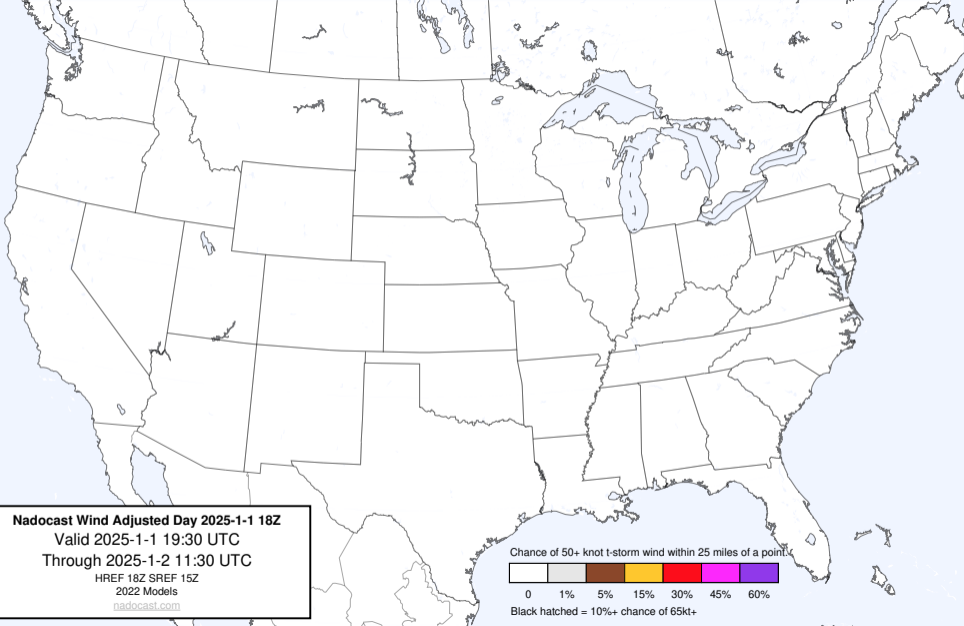 Nadocast Wind Adjusted Day 2025-1-1 18Z
Valid 2025-1-1 19:30 UTC
Through 2025-1-2 11:30 UTC
HREF 18Z SREF 15Z
2022 Models
nadocast.com
Chance of 50+ knot t-storm wind within 25 miles of a point.
0 1% 5% 15% 30% 45% 60%
Black hatched = 10%+ chance of 65kt+